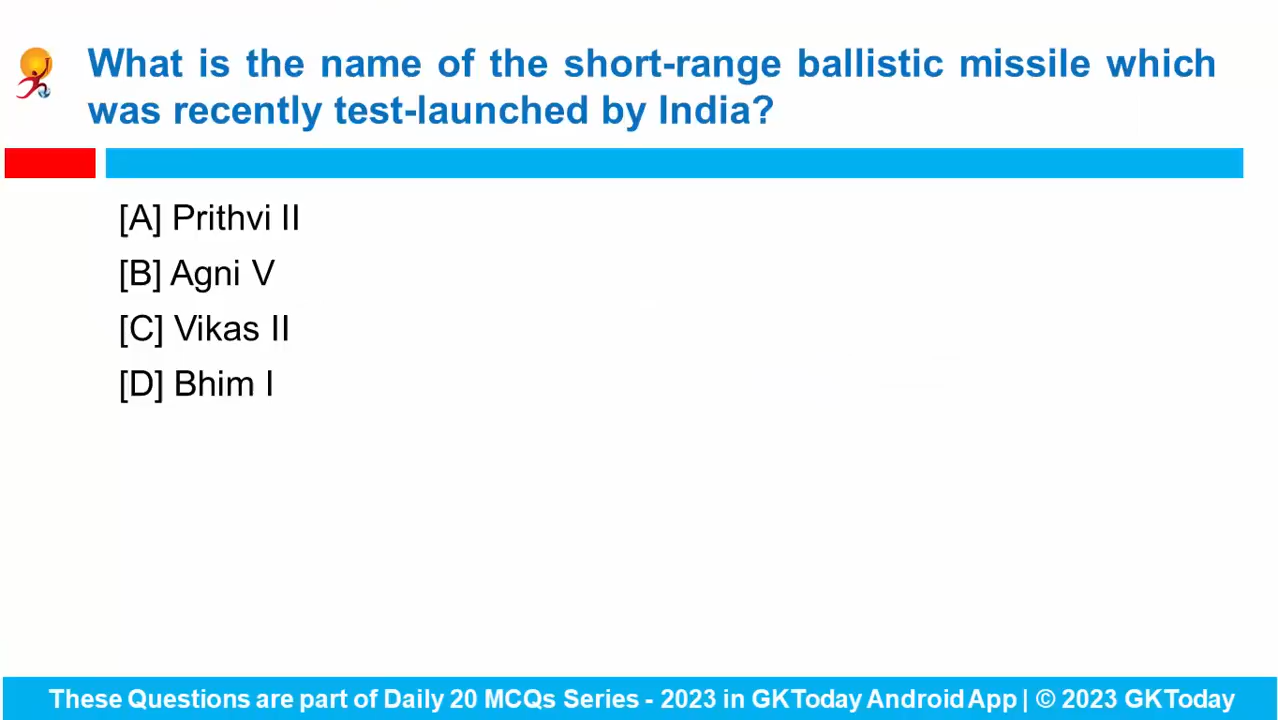 What is the name of the short-range ballistic missile which
was recently test-launched by India?
[A] Prithvi II
[B] Agni V
[C] Vikas II
[D] Bhim I
These Questions are part of Daily 20 MCQs Series - 2023 in GKToday Android App | © 2023 GKToday